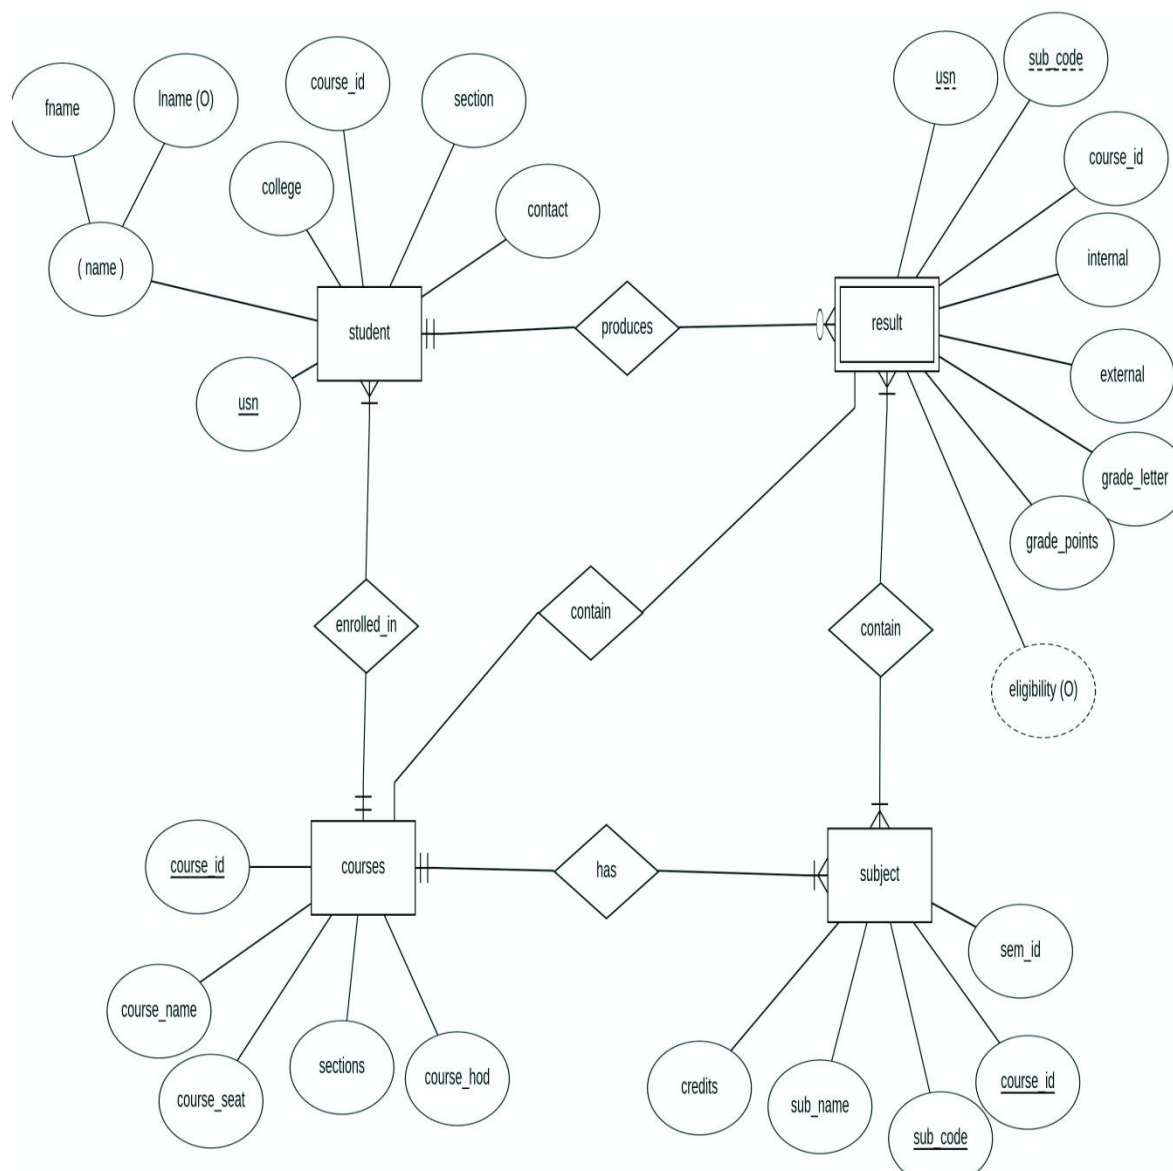 usn
sub_code
course_id
fname
lname (O)
section
course_id
college
contact
internal
( name )
student
produces
result
external
usn
grade_letter
grade_points
enrolled_in
contain
contain
eligibility (O)
course_id
courses
has
subject
sem_id
course_name
sections
course_hod
course_seat
credits
sub_name
course_id
sub_code